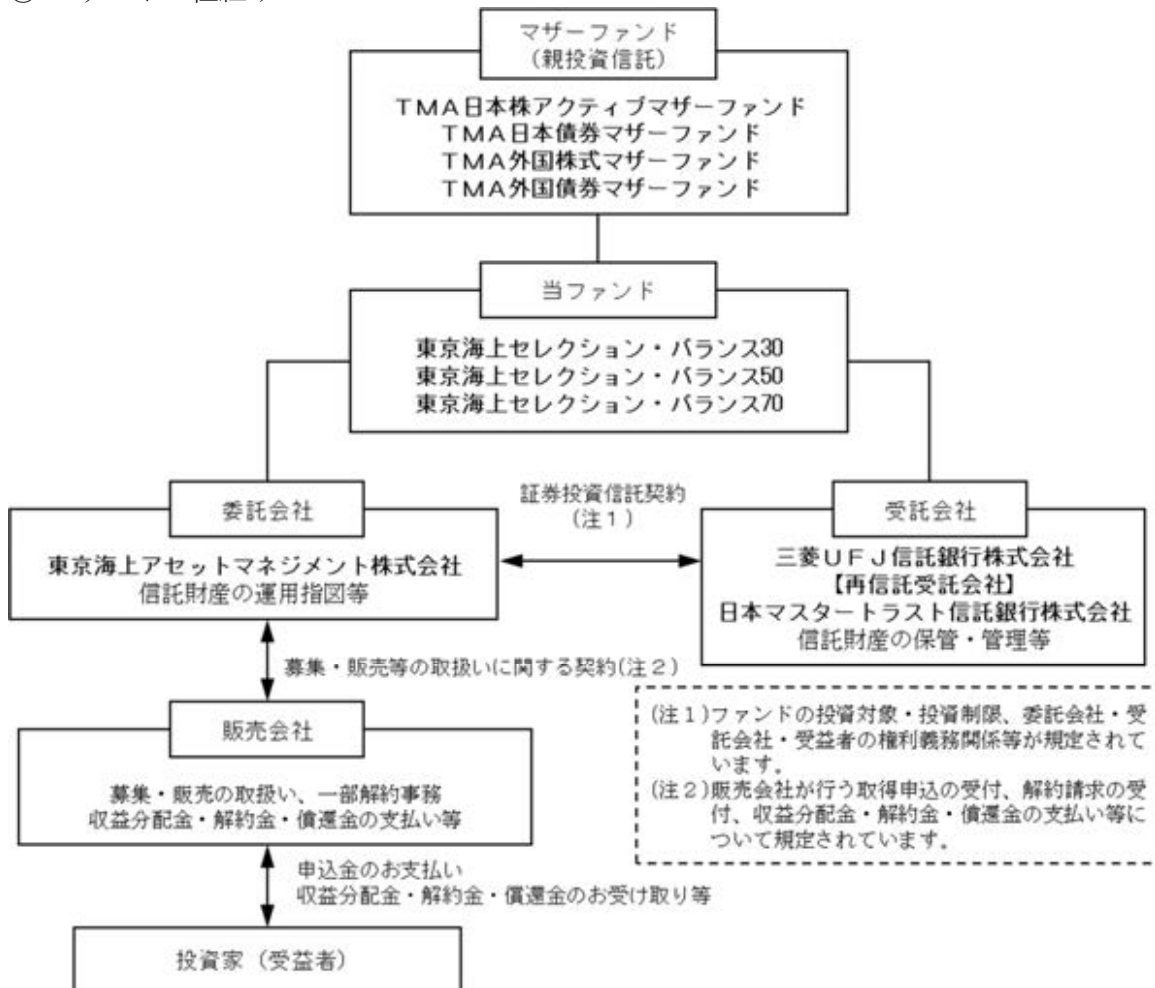 マザーファンド
(親投資信託)
ＴＭＡ日本株アクティブマザーファンド
ＴＭＡ日本債券マザーファンド
ＴＭＡ外国株式マザーファンド
ＴＭＡ外国債券マザーファンド
当ファンド
東京海上セレクション・バランス30
東京海上セレクション・バランス50
東京海上セレクション・バランス70
委託会社
東京海上アセットマネジメント株式会社
信託財産の運用指図等
証券投資信託契約
(注１)
受託会社
三菱ＵＦＪ信託銀行株式会社
【再信託受託会社】
日本マスタートラスト信託銀行株式会社
信託財産の保管・管理等
募集・販売等の取扱いに関する契約(注２)
販売会社
募集・販売の取扱い、一部解約事務
収益分配金・解約金・償還金の支払い等
(注１)ファンドの投資対象・投資制限、委託会社・受
託会社・受益者の権利義務関係等が規定されて
います。
(注２)販売会社が行う取得申込の受付、解約請求の受
付、収益分配金・解約金・償還金の支払い等に
ついて規定されています。
申込金のお支払い
収益分配金・解約金・償還金のお受け取り等
投資家（受益者）